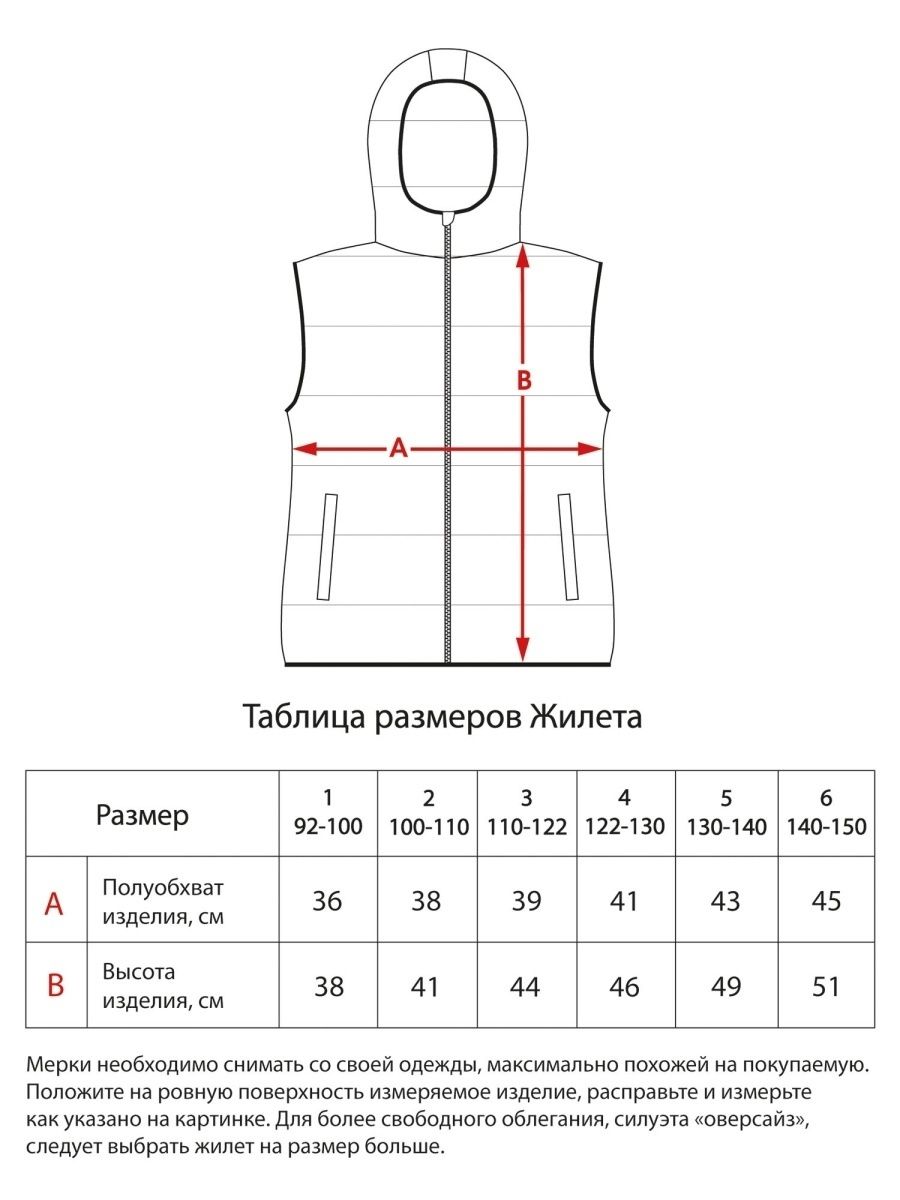 B
A
Таблица размеров Жилета
Размер
1 2 3 4 5 6
92-100 100-110 110-122 122-130 130-140 140-150
A Полуобхват изделия, см 36 38 39 41 43 45
B Высота изделия, см 38 41 44 46 49 51
Мерки необходимо снимать со своей одежды, максимально похожей на покупаемую.
Положите на ровную поверхность измеряемое изделие, расправьте и измерьте
как указано на картинке. Для более свободного облегания, силуэта «оверсайз»,
следует выбрать жилет на размер больше.